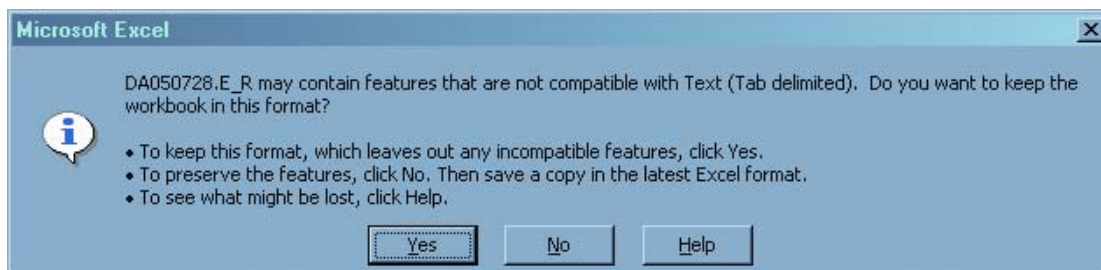 Microsoft Excel
DA050728.E_R may contain features that are not compatible with Text (Tab delimited).  Do you want to keep the
workbook in this format?
• To keep this format, which leaves out any incompatible features, click Yes.
• To preserve the features, click No. Then save a copy in the latest Excel format.
• To see what might be lost, click Help.
Yes No Help